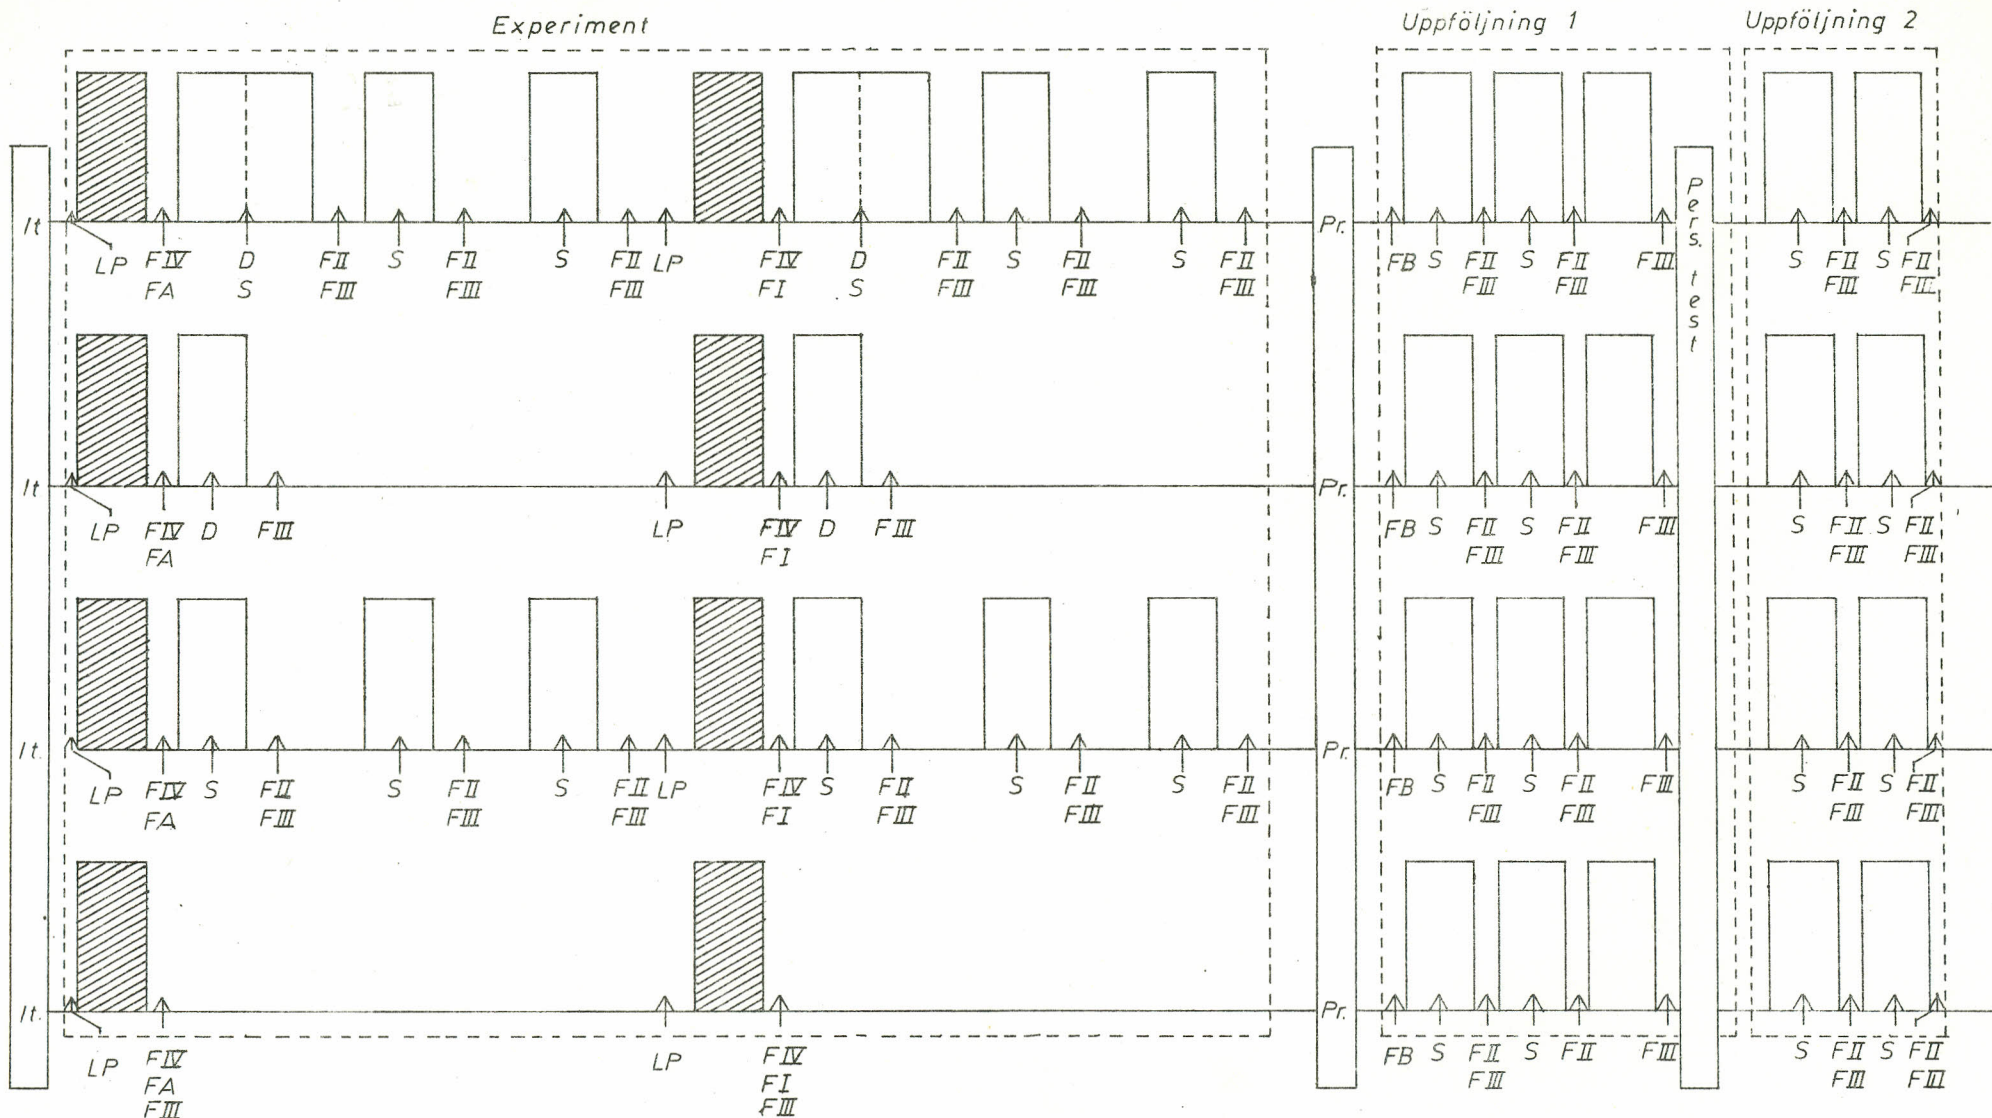 Experiment Uppföljning 1 Uppföljning 2
It Pr. Pers. test
LP FIV D FII S FII S FII LP FIV D FII S FII S FII FB S FII S FII FIII S FII S FII
FA S FIII FIII FIII FI S FIII FIII FIII FIII FIII FIII FIII
It Pr.
LP FIV D FIII LP FIV D FIII FB S FII S FII FIII S FII S FII
FA FI FIII FIII FIII FIII
It. Pr.
LP FIV S FII S FII S FII LP FIV S FII S FII S FII FB S FII S FII FIII S FII S FII
FA FIII FIII FIII FI FIII FIII FIII FIII FIII FIII FIII
It. Pr.
LP FIV LP FIV FB S FII S FII FIII S FII S FII
FA FI FIII FIII FIII
FIII FIII